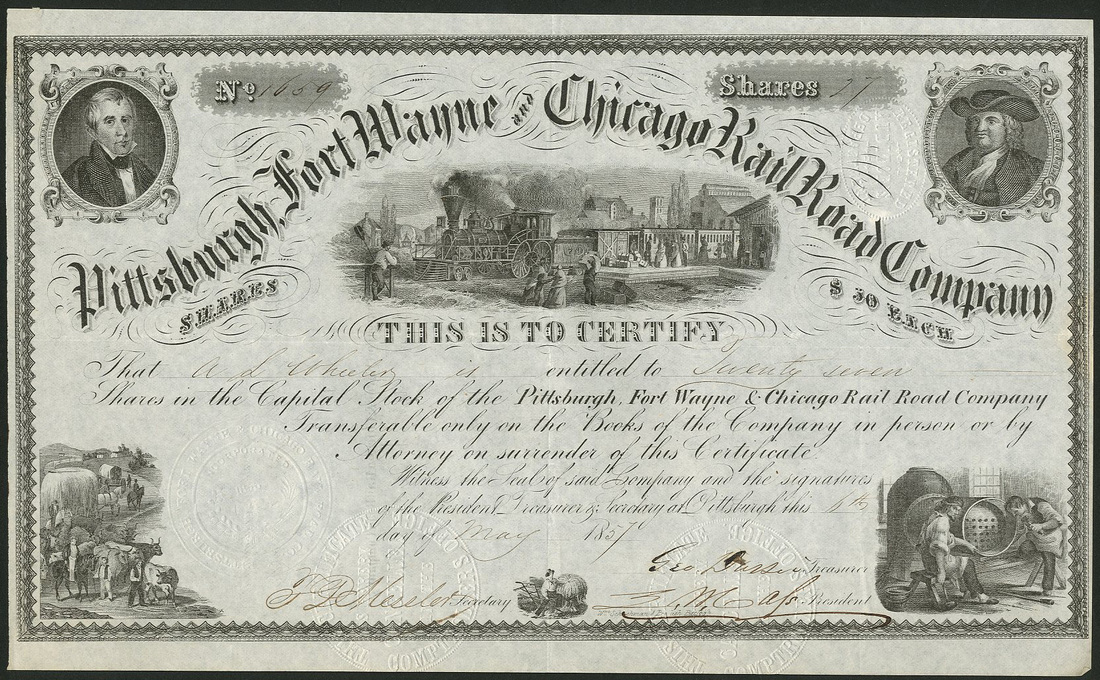 No 1659
Shares 27
Pittsburgh, Fort Wayne and Chicago Rail Road Company
SHARES
$50 EACH
THIS IS TO CERTIFY
That is entitled to Twenty seven
Shares in the Capital Stock of the Pittsburgh, Fort Wayne & Chicago Rail Road Company
Transferable only on the Books of the Company in person or by
Attorney on surrender of this Certificate.
Witness the Seal of said Company and the signatures
of the President Treasurer & Secretary at Pittsburgh this 6th
day of May 1857
Geo. Treasurer
Secretary
President